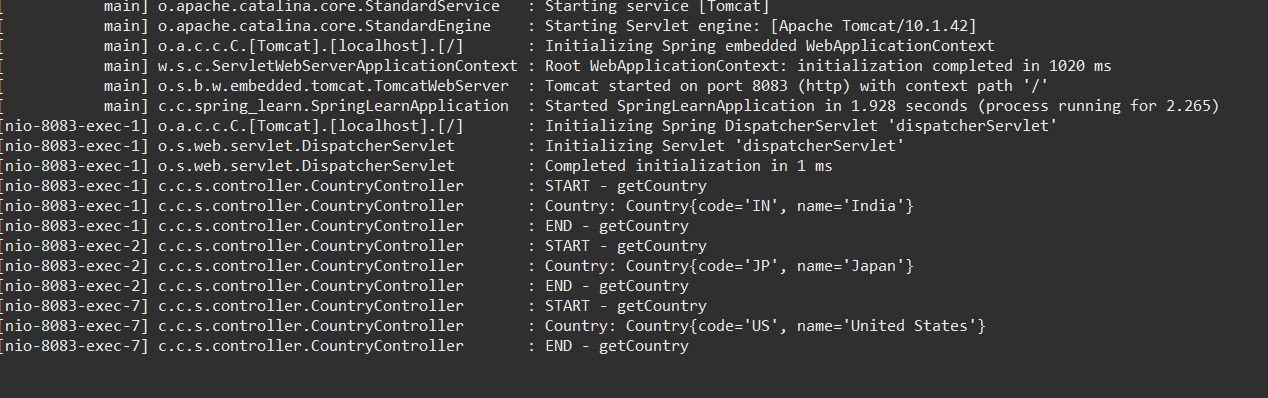 [           main] o.apache.catalina.core.StandardService   : Starting service [Tomcat]
[           main] o.apache.catalina.core.StandardEngine    : Starting Servlet engine: [Apache Tomcat/10.1.42]
[           main] o.a.c.c.C.[Tomcat].[localhost].[/]       : Initializing Spring embedded WebApplicationContext
[           main] w.s.c.ServletWebServerApplicationContext : Root WebApplicationContext: initialization completed in 1020 ms
[           main] o.s.b.w.embedded.tomcat.TomcatWebServer  : Tomcat started on port 8083 (http) with context path '/'
[           main] c.c.spring_learn.SpringLearnApplication  : Started SpringLearnApplication in 1.928 seconds (process running for 2.265)
[nio-8083-exec-1] o.a.c.c.C.[Tomcat].[localhost].[/]       : Initializing Spring DispatcherServlet 'dispatcherServlet'
[nio-8083-exec-1] o.s.web.servlet.DispatcherServlet        : Initializing Servlet 'dispatcherServlet'
[nio-8083-exec-1] o.s.web.servlet.DispatcherServlet        : Completed initialization in 1 ms
[nio-8083-exec-1] c.c.s.controller.CountryController       : START - getCountry
[nio-8083-exec-1] c.c.s.controller.CountryController       : Country: Country{code='IN', name='India'}
[nio-8083-exec-1] c.c.s.controller.CountryController       : END - getCountry
[nio-8083-exec-2] c.c.s.controller.CountryController       : START - getCountry
[nio-8083-exec-2] c.c.s.controller.CountryController       : Country: Country{code='JP', name='Japan'}
[nio-8083-exec-2] c.c.s.controller.CountryController       : END - getCountry
[nio-8083-exec-7] c.c.s.controller.CountryController       : START - getCountry
[nio-8083-exec-7] c.c.s.controller.CountryController       : Country: Country{code='US', name='United States'}
[nio-8083-exec-7] c.c.s.controller.CountryController       : END - getCountry